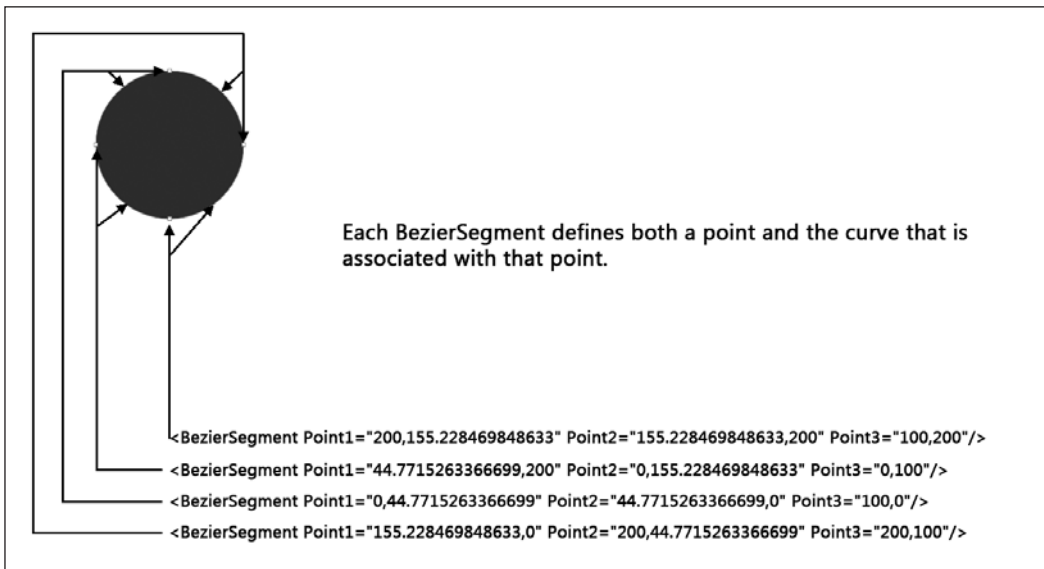 Each BezierSegment defines both a point and the curve that is
associated with that point.
<BezierSegment Point1="200,155.228469848633" Point2="155.228469848633,200" Point3="100,200"/>
<BezierSegment Point1="44.7715263366699,200" Point2="0,155.228469848633" Point3="0,100"/>
<BezierSegment Point1="0,44.7715263366699" Point2="44.7715263366699,0" Point3="100,0"/>
<BezierSegment Point1="155.228469848633,0" Point2="200,44.7715263366699" Point3="200,100"/>